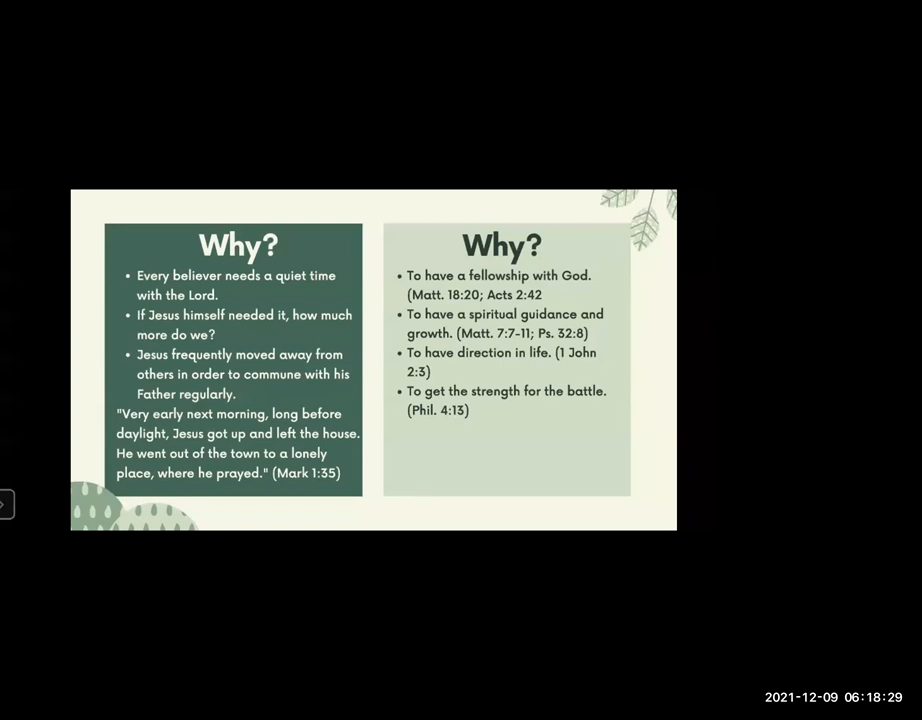 Why?
• Every believer needs a quiet time
with the Lord.
• If Jesus himself needed it, how much
more do we?
• Jesus frequently moved away from
others in order to commune with his
Father regularly.
"Very early next morning, long before
daylight, Jesus got up and left the house.
He went out of the town to a lonely
place, where he prayed." (Mark 1:35)
Why?
• To have a fellowship with God.
(Matt. 18:20; Acts 2:42
• To have a spiritual guidance and
growth. (Matt. 7:7-11; Ps. 32:8)
• To have direction in life. (1 John
2:3)
• To get the strength for the battle.
(Phil. 4:13)
2021-12-09 06:18:29